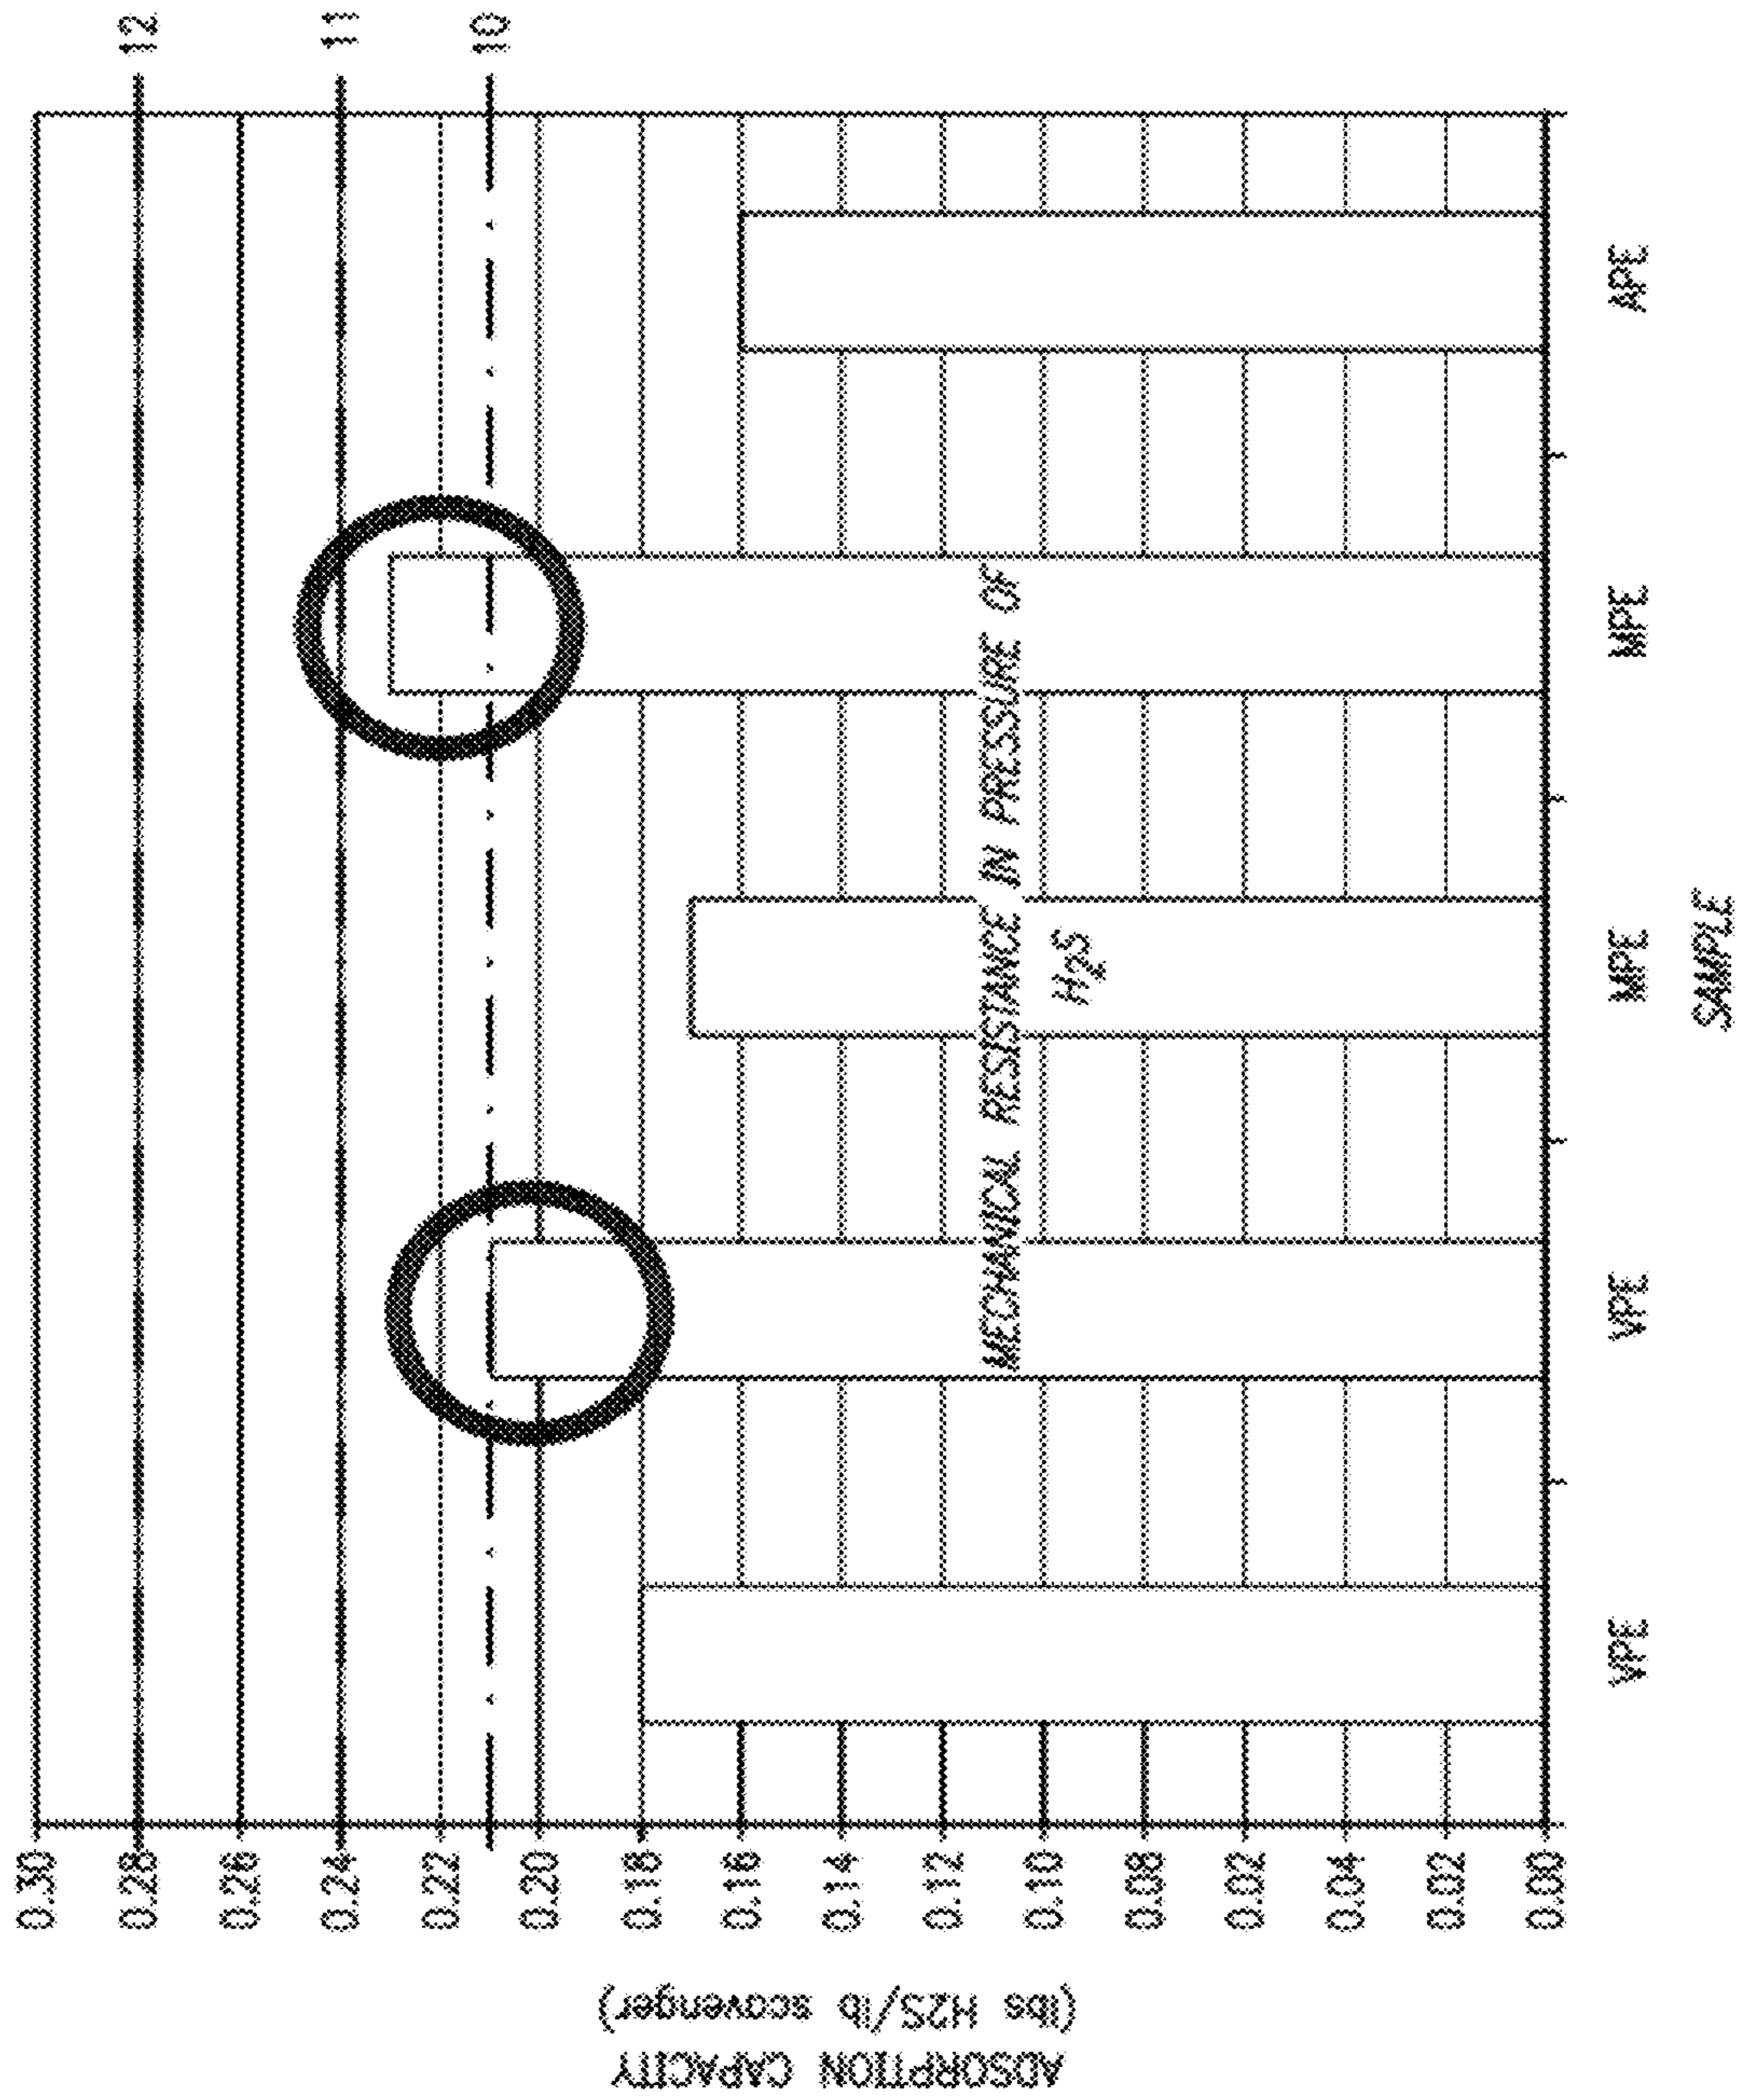 ADSORPTION CAPACITY
(lbs H2S/lb scavenger)
0.30
0.28
0.26
0.24
0.22
0.20
0.18
0.16
0.14
0.12
0.10
0.08
0.02
0.04
0.02
0.00
12
11
10
MECHANICAL RESISTANCE IN PRESSURE OF
H2S
VPE
VPE
MPE
MPE
APE
SAMPLE